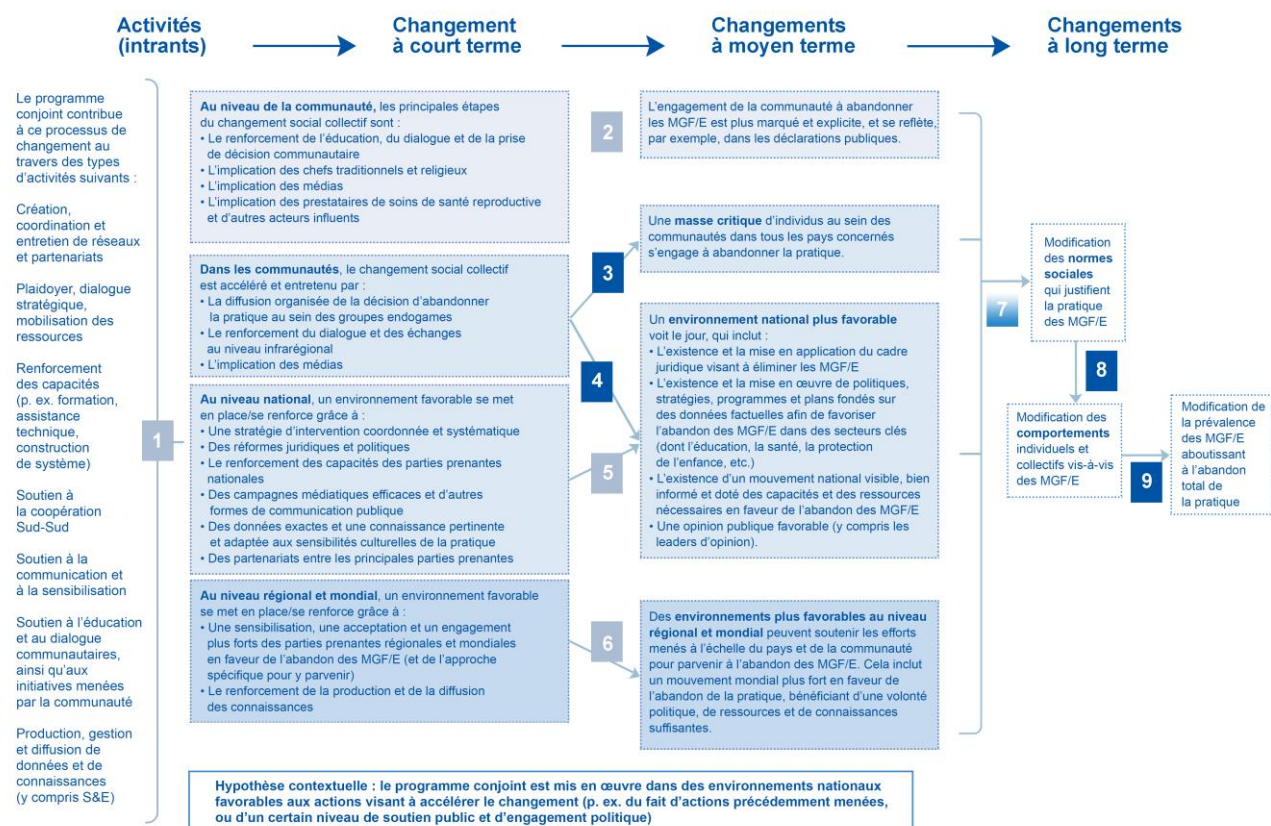 Activités
(intrants)
Changement
à court terme
Changements
à moyen terme
Changements
à long terme
Le programme
conjoint contribue
à ce processus de
changement au
travers des types
d'activités suivants :
Création,
coordination et
entretien de réseaux
et partenariats
Plaidoyer, dialogue
stratégique,
mobilisation des
ressources
Renforcement
des capacités
(p. ex. formation,
assistance
technique,
construction
de système)
Soutien à
la coopération
Sud-Sud
Soutien à la
communication et
à la sensibilisation
Soutien à l'éducation
et au dialogue
communautaires,
ainsi qu'aux
initiatives menées
par la communauté
Production, gestion
et diffusion de
données et de
connaissances
(y compris S&E)
1
Au niveau de la communauté, les principales étapes
du changement social collectif sont :
• Le renforcement de l'éducation, du dialogue et de la prise
de décision communautaire
• L'implication des chefs traditionnels et religieux
• L'implication des médias
• L'implication des prestataires de soins de santé reproductive
et d'autres acteurs influents
Dans les communautés, le changement social collectif
est accéléré et entretenu par :
• La diffusion organisée de la décision d'abandonner
la pratique au sein des groupes endogames
• Le renforcement du dialogue et des échanges
au niveau infrarégional
• L'implication des médias
Au niveau national, un environnement favorable se met
en place/se renforce grâce à :
• Une stratégie d'intervention coordonnée et systématique
• Des réformes juridiques et politiques
• Le renforcement des capacités des parties prenantes
nationales
• Des campagnes médiatiques efficaces et d'autres
formes de communication publique
• Des données exactes et une connaissance pertinente
et adaptée aux sensibilités culturelles de la pratique
• Des partenariats entre les principales parties prenantes
Au niveau régional et mondial, un environnement favorable
se met en place/se renforce grâce à :
• Une sensibilisation, une acceptation et un engagement
plus forts des parties prenantes régionales et mondiales
en faveur de l'abandon des MGF/E (et de l'approche
spécifique pour y parvenir)
• Le renforcement de la production et de la diffusion
des connaissances
2
3
4
5
6
L'engagement de la communauté à abandonner
les MGF/E est plus marqué et explicite, et se reflète,
par exemple, dans les déclarations publiques.
Une masse critique d'individus au sein des
communautés dans tous les pays concernés
s'engage à abandonner la pratique.
Un environnement national plus favorable
voit le jour, qui inclut :
• L'existence et la mise en application du cadre
juridique visant à éliminer les MGF/E
• L'existence et la mise en œuvre de politiques,
stratégies, programmes et plans fondés sur
des données factuelles afin de favoriser
l'abandon des MGF/E dans des secteurs clés
(dont l'éducation, la santé, la protection
de l'enfance, etc.)
• L'existence d'un mouvement national visible, bien
informé et doté des capacités et des ressources
nécessaires en faveur de l'abandon des MGF/E
• Une opinion publique favorable (y compris les
leaders d'opinion).
Des environnements plus favorables au niveau
régional et mondial peuvent soutenir les efforts
menés à l'échelle du pays et de la communauté
pour parvenir à l'abandon des MGF/E. Cela inclut
un mouvement mondial plus fort en faveur de
l'abandon de la pratique, bénéficiant d'une volonté
politique, de ressources et de connaissances
suffisantes.
7
Modification
des normes
sociales
qui justifient
la pratique
des MGF/E
8
Modification des
comportements
individuels et
collectifs vis-à-vis
des MGF/E
9
Modification de
la prévalence
des MGF/E
aboutissant
à l'abandon
total de
la pratique
Hypothèse contextuelle : le programme conjoint est mis en œuvre dans des environnements nationaux
favorables aux actions visant à accélérer le changement (p. ex. du fait d'actions précédemment menées,
ou d'un certain niveau de soutien public et d'engagement politique)